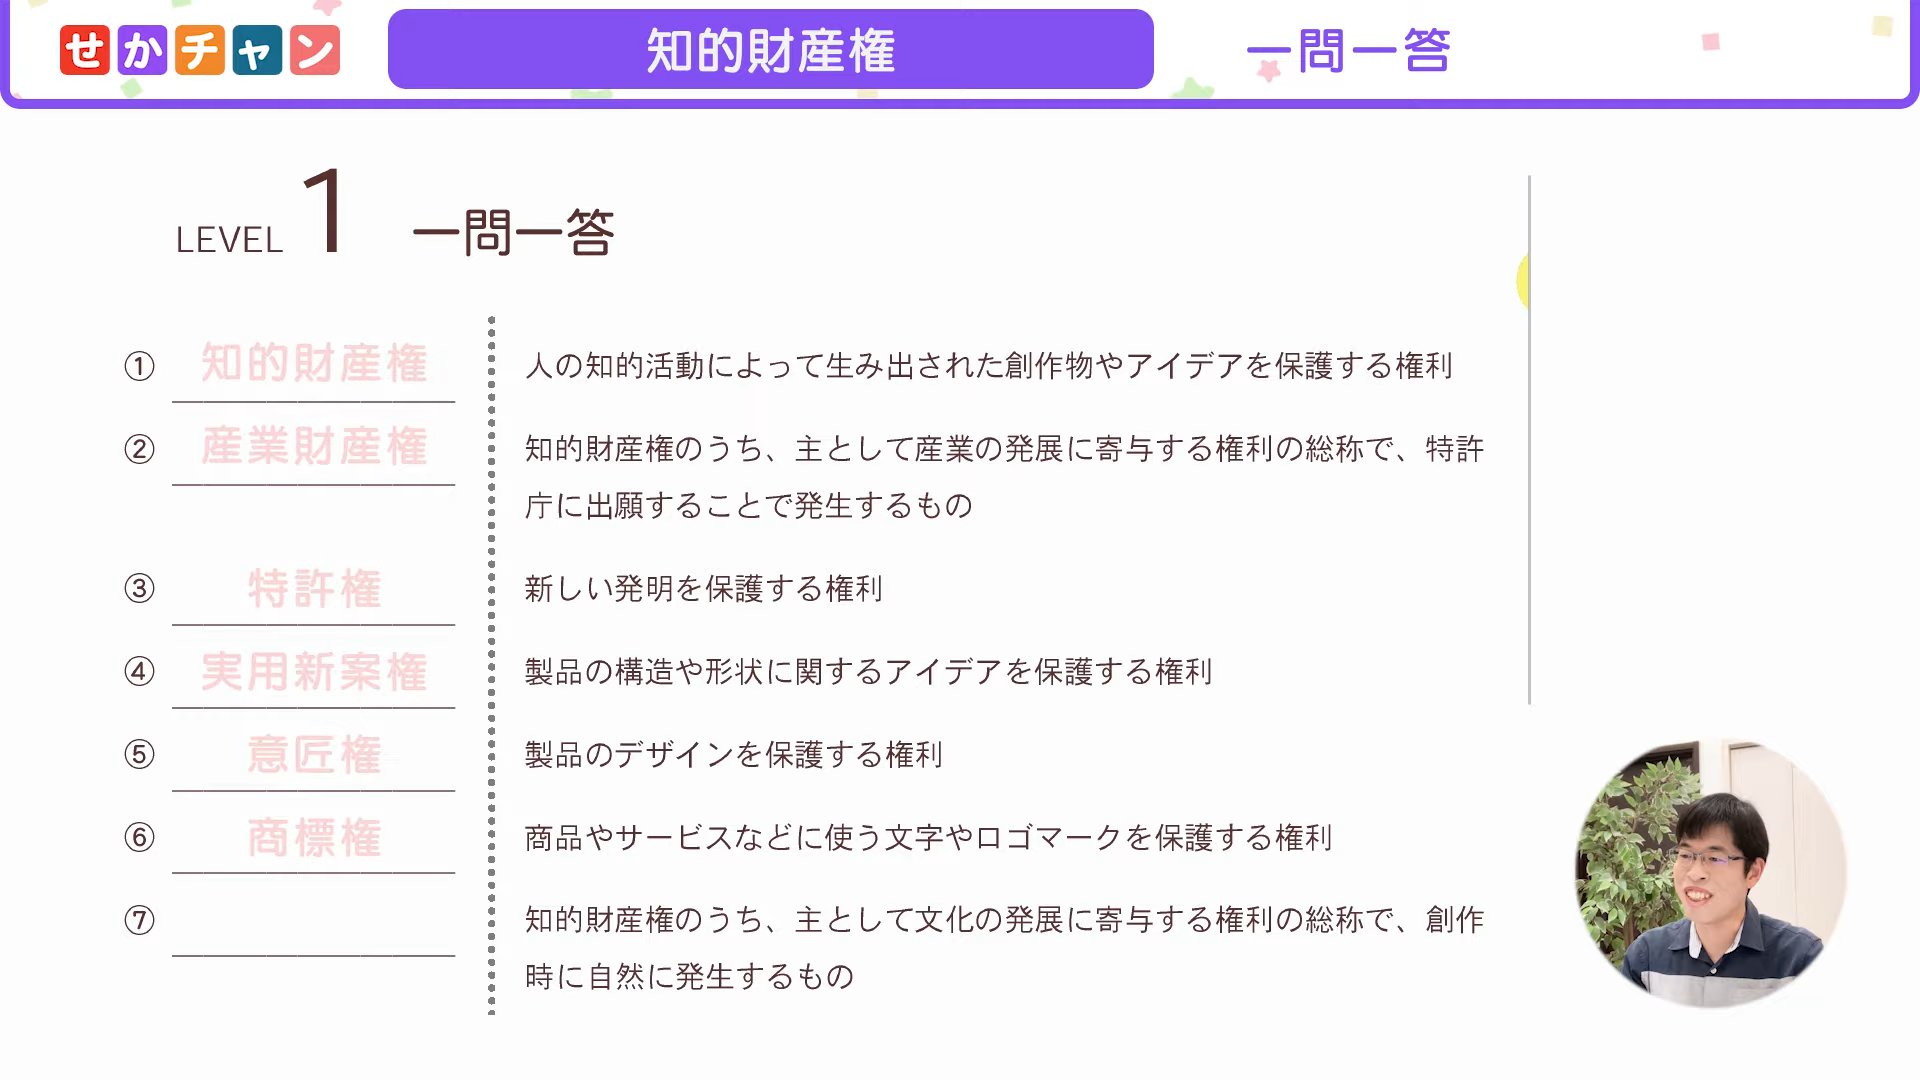 せかチャン
知的財産権
一問一答
LEVEL 1 一問一答
① 知的財産権 人の知的活動によって生み出された創作物やアイデアを保護する権利
② 産業財産権 知的財産権のうち、主として産業の発展に寄与する権利の総称で、特許
庁に出願することで発生するもの
③ 特許権 新しい発明を保護する権利
④ 実用新案権 製品の構造や形状に関するアイデアを保護する権利
⑤ 意匠権 製品のデザインを保護する権利
⑥ 商標権 商品やサービスなどに使う文字やロゴマークを保護する権利
⑦ 知的財産権のうち、主として文化の発展に寄与する権利の総称で、創作
時に自然に発生するもの